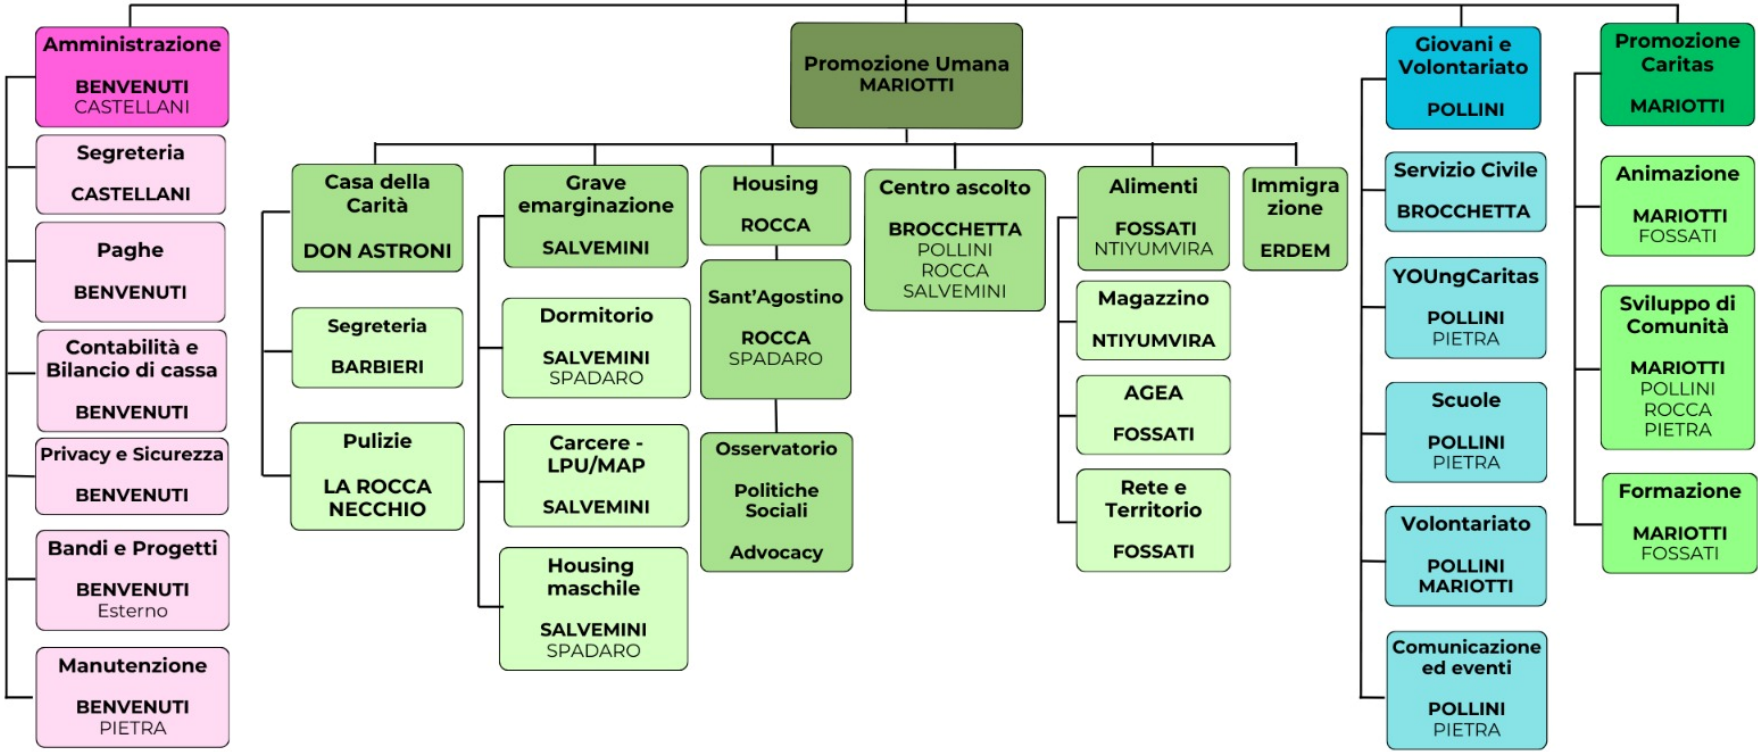 Amministrazione
BENVENUTI
CASTELLANI
Segreteria
CASTELLANI
Paghe
BENVENUTI
Contabilità e
Bilancio di cassa
BENVENUTI
Privacy e Sicurezza
BENVENUTI
Bandi e Progetti
BENVENUTI
Esterno
Manutenzione
BENVENUTI
PIETRA
Promozione Umana
MARIOTTI
Casa della
Carità
DON ASTRONI
Segreteria
BARBIERI
Pulizie
LA ROCCA
NECCHIO
Grave
emarginazione
SALVEMINI
Dormitorio
SALVEMINI
SPADARO
Carcere -
LPU/MAP
SALVEMINI
Housing
maschile
SALVEMINI
SPADARO
Housing
ROCCA
Sant'Agostino
ROCCA
SPADARO
Osservatorio
Politiche
Sociali
Advocacy
Centro ascolto
BROCCHETTA
POLLINI
ROCCA
SALVEMINI
Alimenti
FOSSATI
NTIYUMVIRA
Magazzino
NTIYUMVIRA
AGEA
FOSSATI
Rete e
Territorio
FOSSATI
Immigra
zione
ERDEM
Giovani e
Volontariato
POLLINI
Servizio Civile
BROCCHETTA
YOUngCaritas
POLLINI
PIETRA
Scuole
POLLINI
PIETRA
Volontariato
POLLINI
MARIOTTI
Comunicazione
ed eventi
POLLINI
PIETRA
Promozione
Caritas
MARIOTTI
Animazione
MARIOTTI
FOSSATI
Sviluppo di
Comunità
MARIOTTI
POLLINI
ROCCA
PIETRA
Formazione
MARIOTTI
FOSSATI